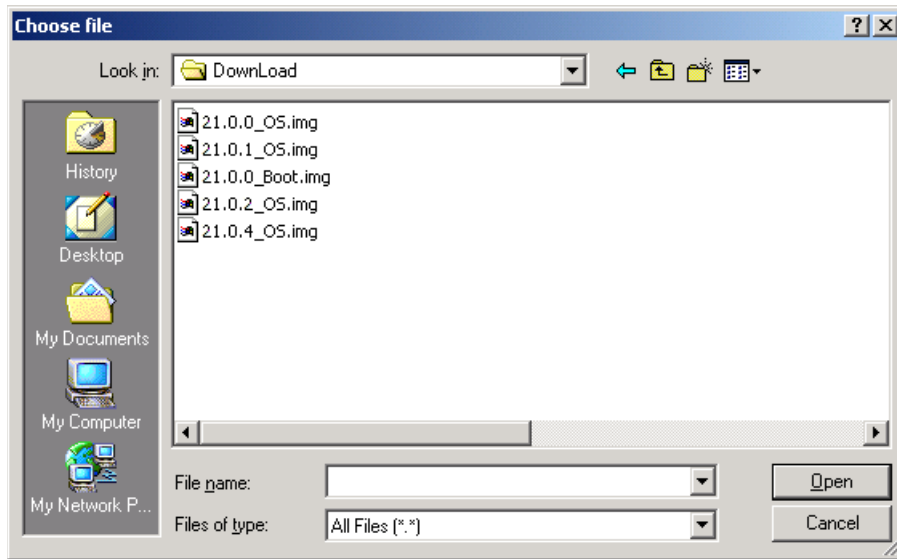 Choose file
Look in: DownLoad
History
Desktop
My Documents
My Computer
My Network P...
21.0.0_OS.img
21.0.1_OS.img
21.0.0_Boot.img
21.0.2_OS.img
21.0.4_OS.img
File name:
Open
Files of type: All Files (*.*)
Cancel